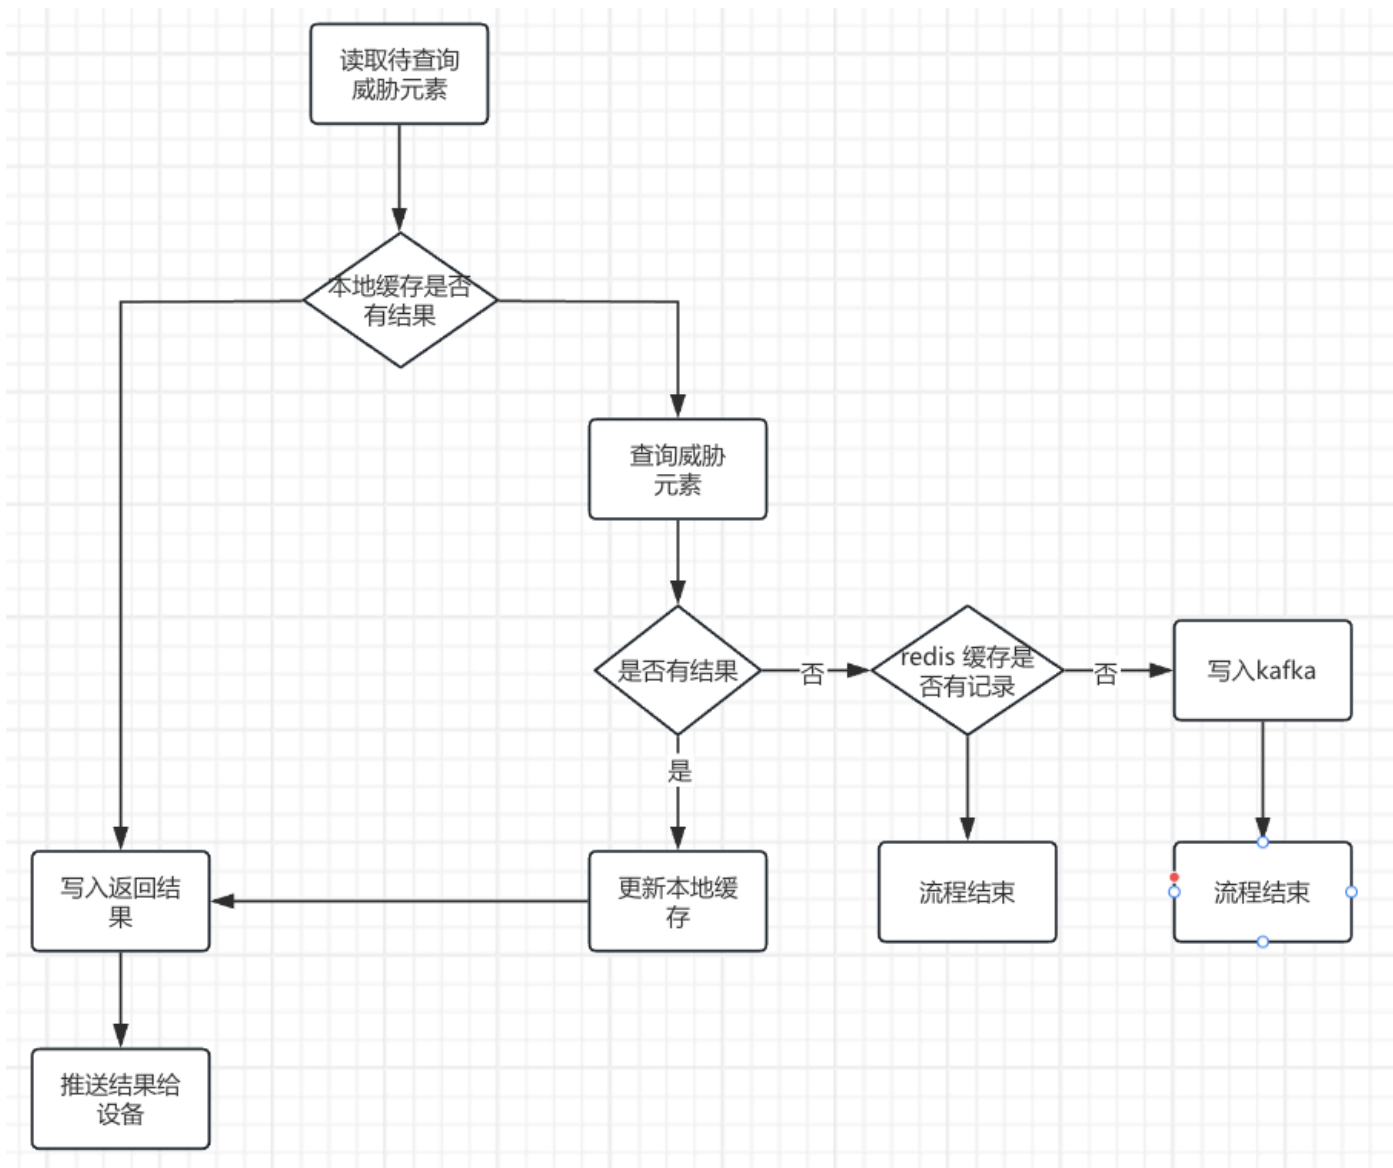 读取待查询
威胁元素
本地缓存是否
有结果
查询威胁
元素
是否有结果
否
redis 缓存是
否有记录
否
写入kafka
是
写入返回结
果
更新本地缓
存
流程结束
流程结束
推送结果给
设备